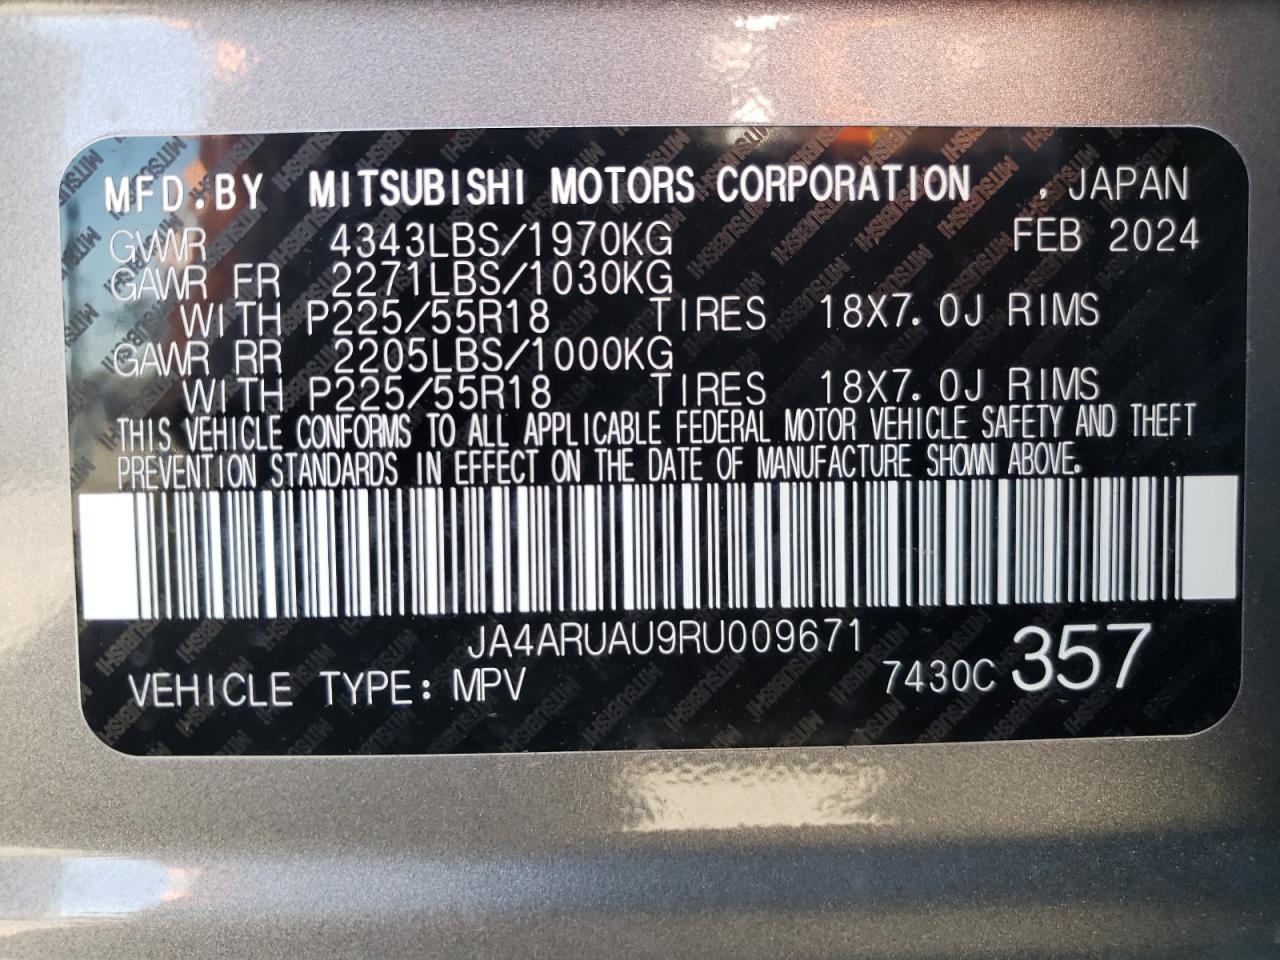 MFD.BY MITSUBISHI MOTORS CORPORATION , JAPAN
GVWR 4343LBS/1970KG FEB 2024
GAWR FR 2271LBS/1030KG
WITH P225/55R18 TIRES 18X7.0J RIMS
GAWR RR 2205LBS/1000KG
WITH P225/55R18 TIRES 18X7.0J RIMS
THIS VEHICLE CONFORMS TO ALL APPLICABLE FEDERAL MOTOR VEHICLE SAFETY AND THEFT
PREVENTION STANDARDS IN EFFECT ON THE DATE OF MANUFACTURE SHOWN ABOVE.
JA4ARUAU9RU009671
VEHICLE TYPE: MPV 7430C 357